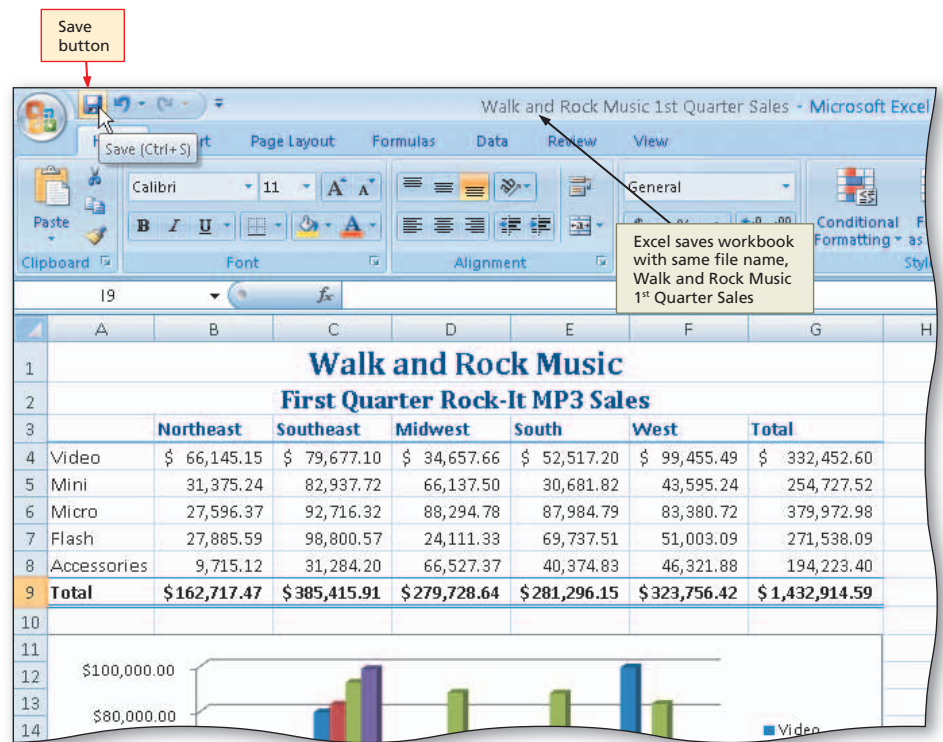 Save
button
Walk and Rock Music 1st Quarter Sales - Microsoft Excel
Save (Ctrl+S)
Page Layout Formulas Data Review View
Calibri 11 A A General
Paste
B I U A
Conditional
Formatting as
Clipboard Font Alignment
Excel saves workbook
with same file name,
Walk and Rock Music
1st Quarter Sales
I9 fx
A B C D E F G H
1 Walk and Rock Music
2 First Quarter Rock-It MP3 Sales
3 Northeast Southeast Midwest South West Total
4 Video $ 66,145.15 $ 79,677.10 $ 34,657.66 $ 52,517.20 $ 99,455.49 $ 332,452.60
5 Mini 31,375.24 82,937.72 66,137.50 30,681.82 43,595.24 254,727.52
6 Micro 27,596.37 92,716.32 88,294.78 87,984.79 83,380.72 379,972.98
7 Flash 27,885.59 98,800.57 24,111.33 69,737.51 51,003.09 271,538.09
8 Accessories 9,715.12 31,284.20 66,527.37 40,374.83 46,321.88 194,223.40
9 Total $162,717.47 $385,415.91 $279,728.64 $281,296.15 $323,756.42 $1,432,914.59
10
11
12 $100,000.00
13
14 $80,000.00
Video